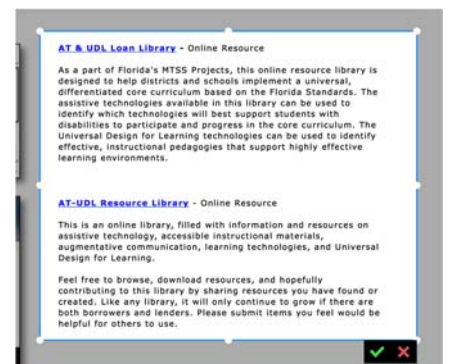 AT & UDL Loan Library - Online Resource
As a part of Florida's MTSS Projects, this online resource library is
designed to help districts and schools implement a universal,
differentiated core curriculum based on the Florida Standards. The
assistive technologies available in this library can be used to
identify which technologies will best support students with
disabilities to participate and progress in the core curriculum. The
Universal Design for Learning technologies can be used to identify
effective, instructional pedagogies that support highly effective
learning environments.
AT-UDL Resource Library - Online Resource
This is an online library, filled with information and resources on
assistive technology, accessible instructional materials,
augmentative communication, learning technologies, and Universal
Design for Learning.
Feel free to browse, download resources, and hopefully
contributing to this library by sharing resources you have found or
created. Like any library, it will only continue to grow if there are
both borrowers and lenders. Please submit items you feel would be
helpful for others to use.